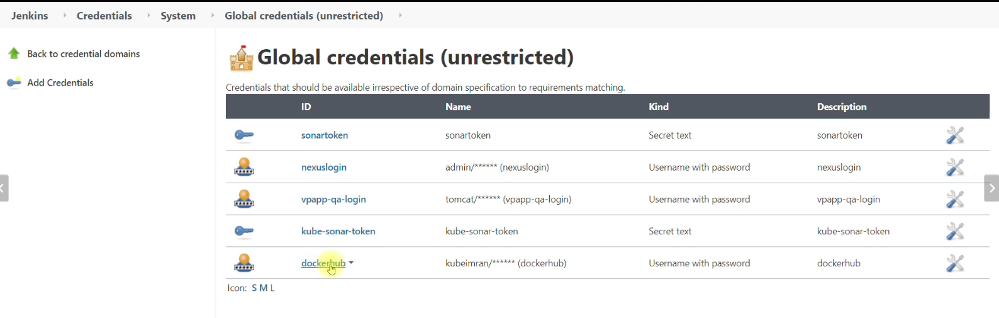 Jenkins Credentials System Global credentials (unrestricted)
Back to credential domains
Add Credentials
Global credentials (unrestricted)
Credentials that should be available irrespective of domain specification to requirements matching.
ID Name Kind Description
sonartoken sonartoken Secret text sonartoken
nexuslogin admin/****** (nexuslogin) Username with password nexuslogin
vpapp-qa-login tomcat/****** (vpapp-qa-login) Username with password vpapp-qa-login
kube-sonar-token kube-sonar-token Secret text kube-sonar-token
dockerhub kubeimran/****** (dockerhub) Username with password dockerhub
Icon: S M L